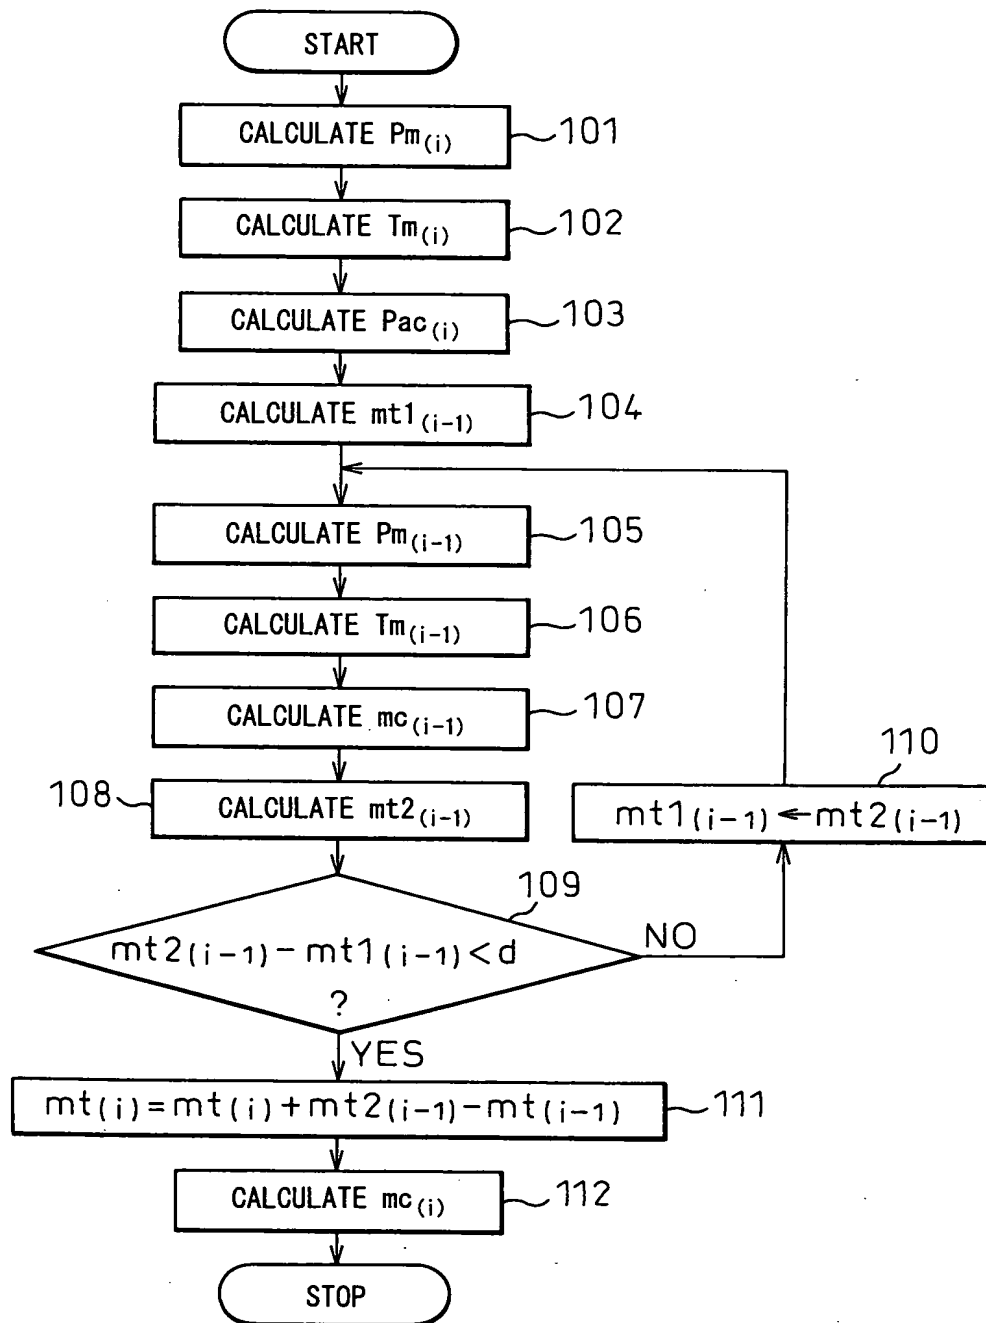 START
CALCULATE Pm(i) 101
CALCULATE Tm(i) 102
CALCULATE Pac(i) 103
CALCULATE mt1(i-1) 104
CALCULATE Pm(i-1) 105
CALCULATE Tm(i-1) 106
CALCULATE mc(i-1) 107
108 CALCULATE mt2(i-1)
110
mt1(i-1)←mt2(i-1)
109
mt2(i-1)-mt1(i-1)<d
?
NO
YES
mt(i)=mt(i)+mt2(i-1)-mt(i-1) 111
CALCULATE mc(i) 112
STOP